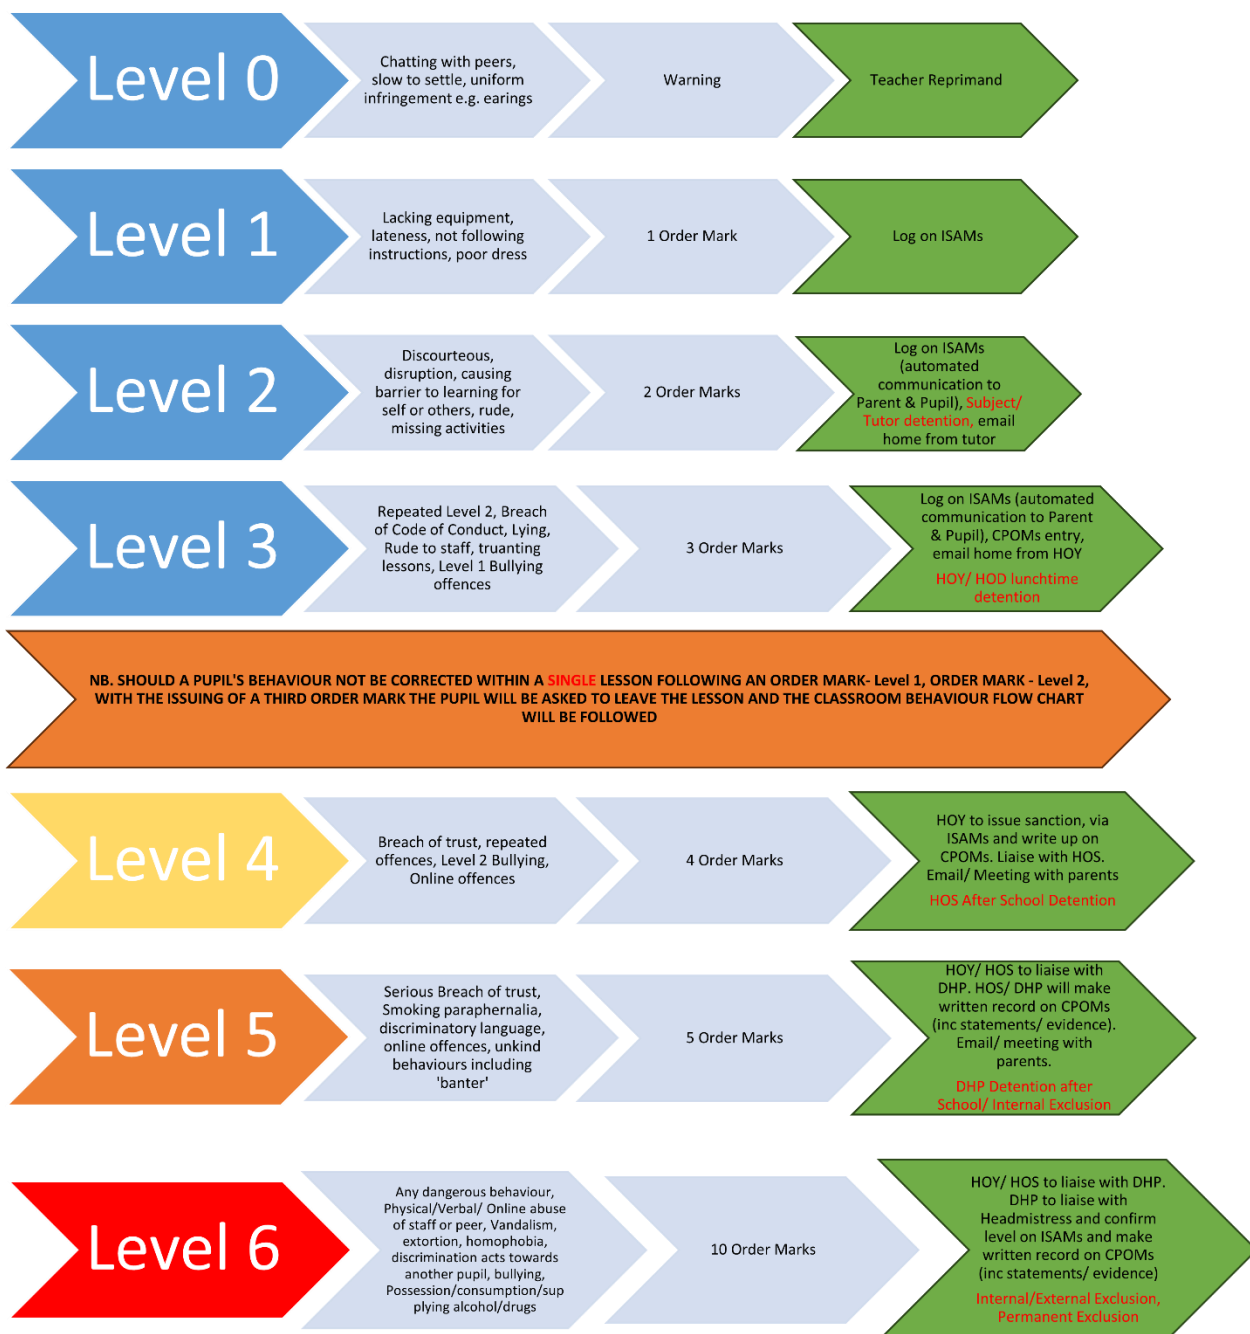 Level 0
Chatting with peers,
slow to settle, uniform
infringement e.g. earings
Warning
Teacher Reprimand
Level 1
Lacking equipment,
lateness, not following
instructions, poor dress
1 Order Mark
Log on ISAMs
Level 2
Discourteous,
disruption, causing
barrier to learning for
self or others, rude,
missing activities
2 Order Marks
Log on ISAMs
(automated
communication to
Parent & Pupil), Subject/
Tutor detention, email
home from tutor
Level 3
Repeated Level 2, Breach
of Code of Conduct, Lying,
Rude to staff, truanting
lessons, Level 1 Bullying
offences
3 Order Marks
Log on ISAMs (automated
communication to Parent
& Pupil), CPOMs entry,
email home from HOY
HOY/ HOD lunchtime
detention
NB. SHOULD A PUPIL'S BEHAVIOUR NOT BE CORRECTED WITHIN A SINGLE LESSON FOLLOWING AN ORDER MARK- Level 1, ORDER MARK - Level 2,
WITH THE ISSUING OF A THIRD ORDER MARK THE PUPIL WILL BE ASKED TO LEAVE THE LESSON AND THE CLASSROOM BEHAVIOUR FLOW CHART
WILL BE FOLLOWED
Level 4
Breach of trust, repeated
offences, Level 2 Bullying,
Online offences
4 Order Marks
HOY to issue sanction, via
ISAMs and write up on
CPOMs. Liaise with HOS.
Email/ Meeting with parents
HOS After School Detention
Level 5
Serious Breach of trust,
Smoking paraphernalia,
discriminatory language,
online offences, unkind
behaviours including
'banter'
5 Order Marks
HOY/ HOS to liaise with
DHP. HOS/ DHP will make
written record on CPOMs
(inc statements/ evidence).
Email/ meeting with
parents.
DHP Detention after
School/ Internal Exclusion
Level 6
Any dangerous behaviour,
Physical/Verbal/ Online abuse
of staff or peer, Vandalism,
extortion, homophobia,
discrimination acts towards
another pupil, bullying,
Possession/consumption/sup
plying alcohol/drugs
10 Order Marks
HOY/ HOS to liaise with DHP.
DHP to liaise with
Headmistress and confirm
level on ISAMs and make
written record on CPOMs
(inc statements/ evidence)
Internal/External Exclusion,
Permanent Exclusion